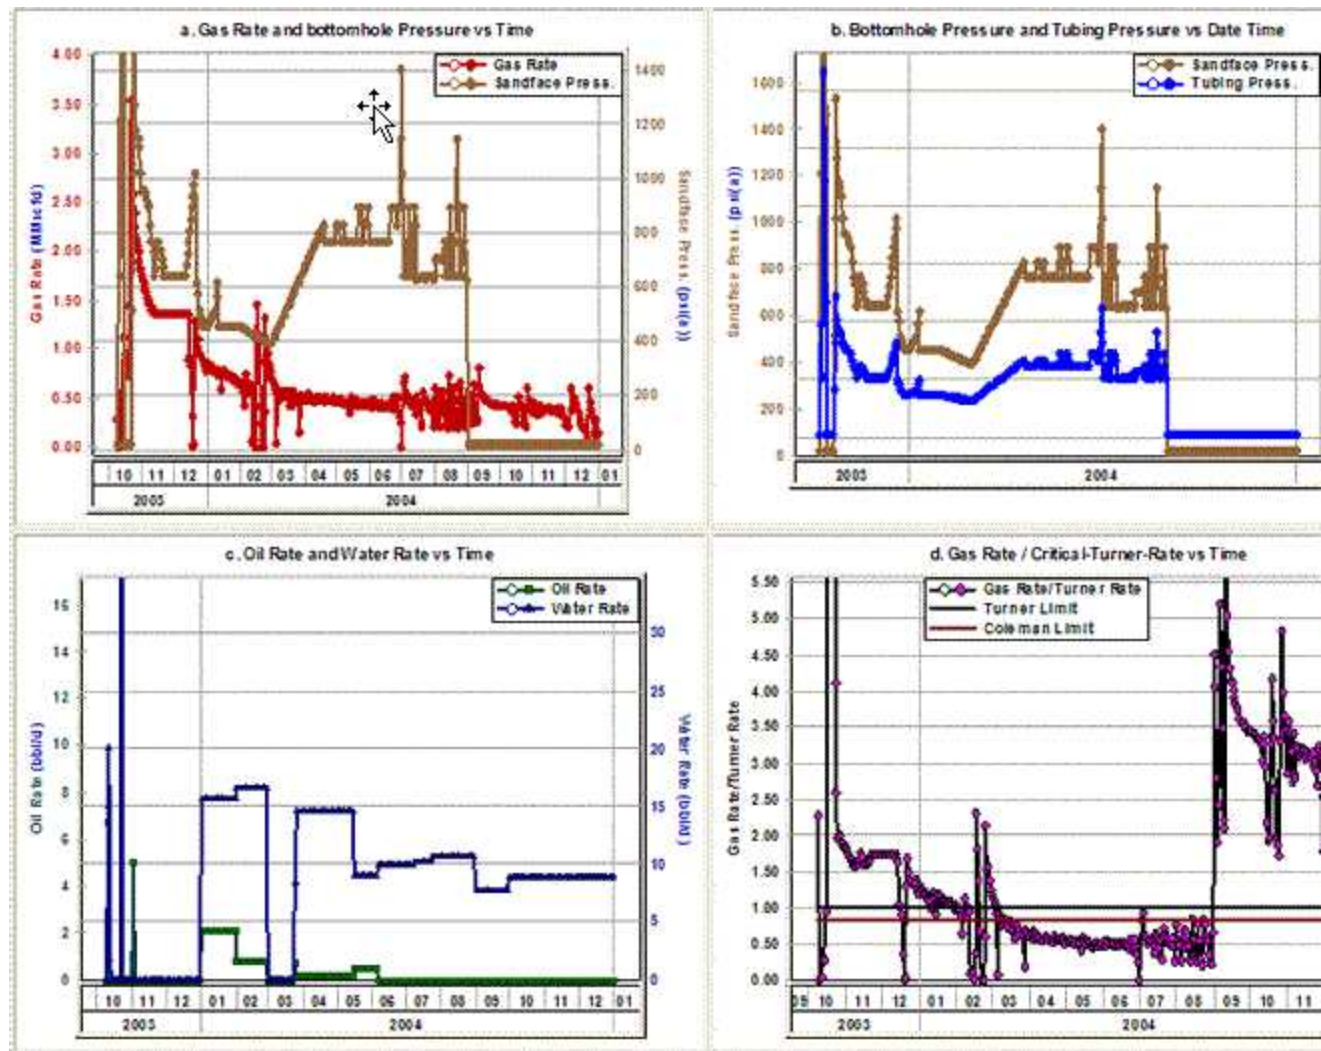 a. Gas Rate and bottomhole Pressure vs Time
Gas Rate
Sandface Press.
4.00
3.50
3.00
2.50
2.00
1.50
1.00
0.50
0.00
Gas Rate (MMscfd)
1400
1200
1000
800
600
400
200
0
Sandface Press. (psi(a))
10 11 12 01 02 03 04 05 06 07 08 09 10 11 12 01
2003 2004
b. Bottomhole Pressure and Tubing Pressure vs Date Time
Sandface Press.
Tubing Press.
1600
1400
1200
1000
800
600
400
200
0
Sandface Press. (psi(a))
2003 2004
c. Oil Rate and Water Rate vs Time
Oil Rate
Water Rate
16
14
12
10
8
6
4
2
0
Oil Rate (bbl/d)
30
25
20
15
10
5
0
Water Rate (bbl/d)
10 11 12 01 02 03 04 05 06 07 08 09 10 11 12 01
2003 2004
d. Gas Rate / Critical-Turner-Rate vs Time
Gas Rate/Turner Rate
Turner Limit
Coleman Limit
5.50
5.00
4.50
4.00
3.50
3.00
2.50
2.00
1.50
1.00
0.50
0.00
Gas Rate/Turner Rate
09 10 11 12 01 02 03 04 05 06 07 08 09 10 11
2003 2004